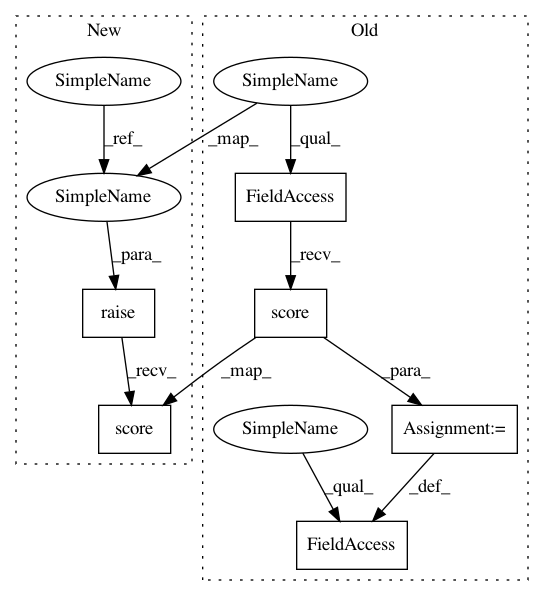 New
Old
SimpleName
SimpleName
_ref_
_map_
_qual_
SimpleName
FieldAccess
_para_
_recv_
raise
score
_recv_
_map_
_para_
score
SimpleName
Assignment:=
_qual_
_def_
FieldAccess